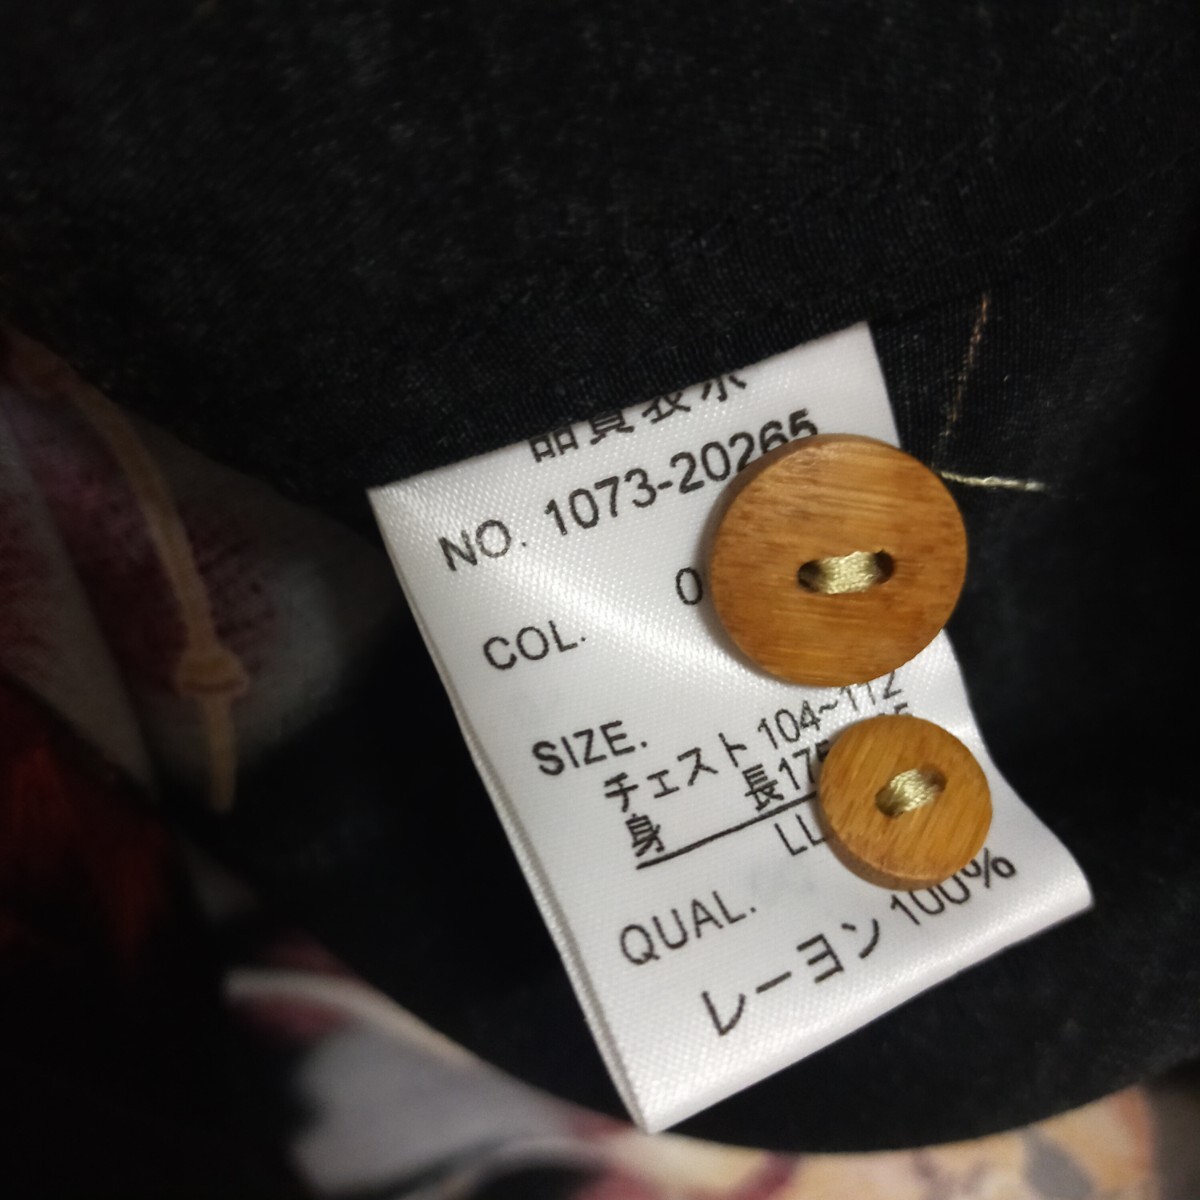 品質表示
NO. 1073-20265
COL. 0
SIZE.
チェスト 104~112
身長175
LL
QUAL.
レーヨン 100%